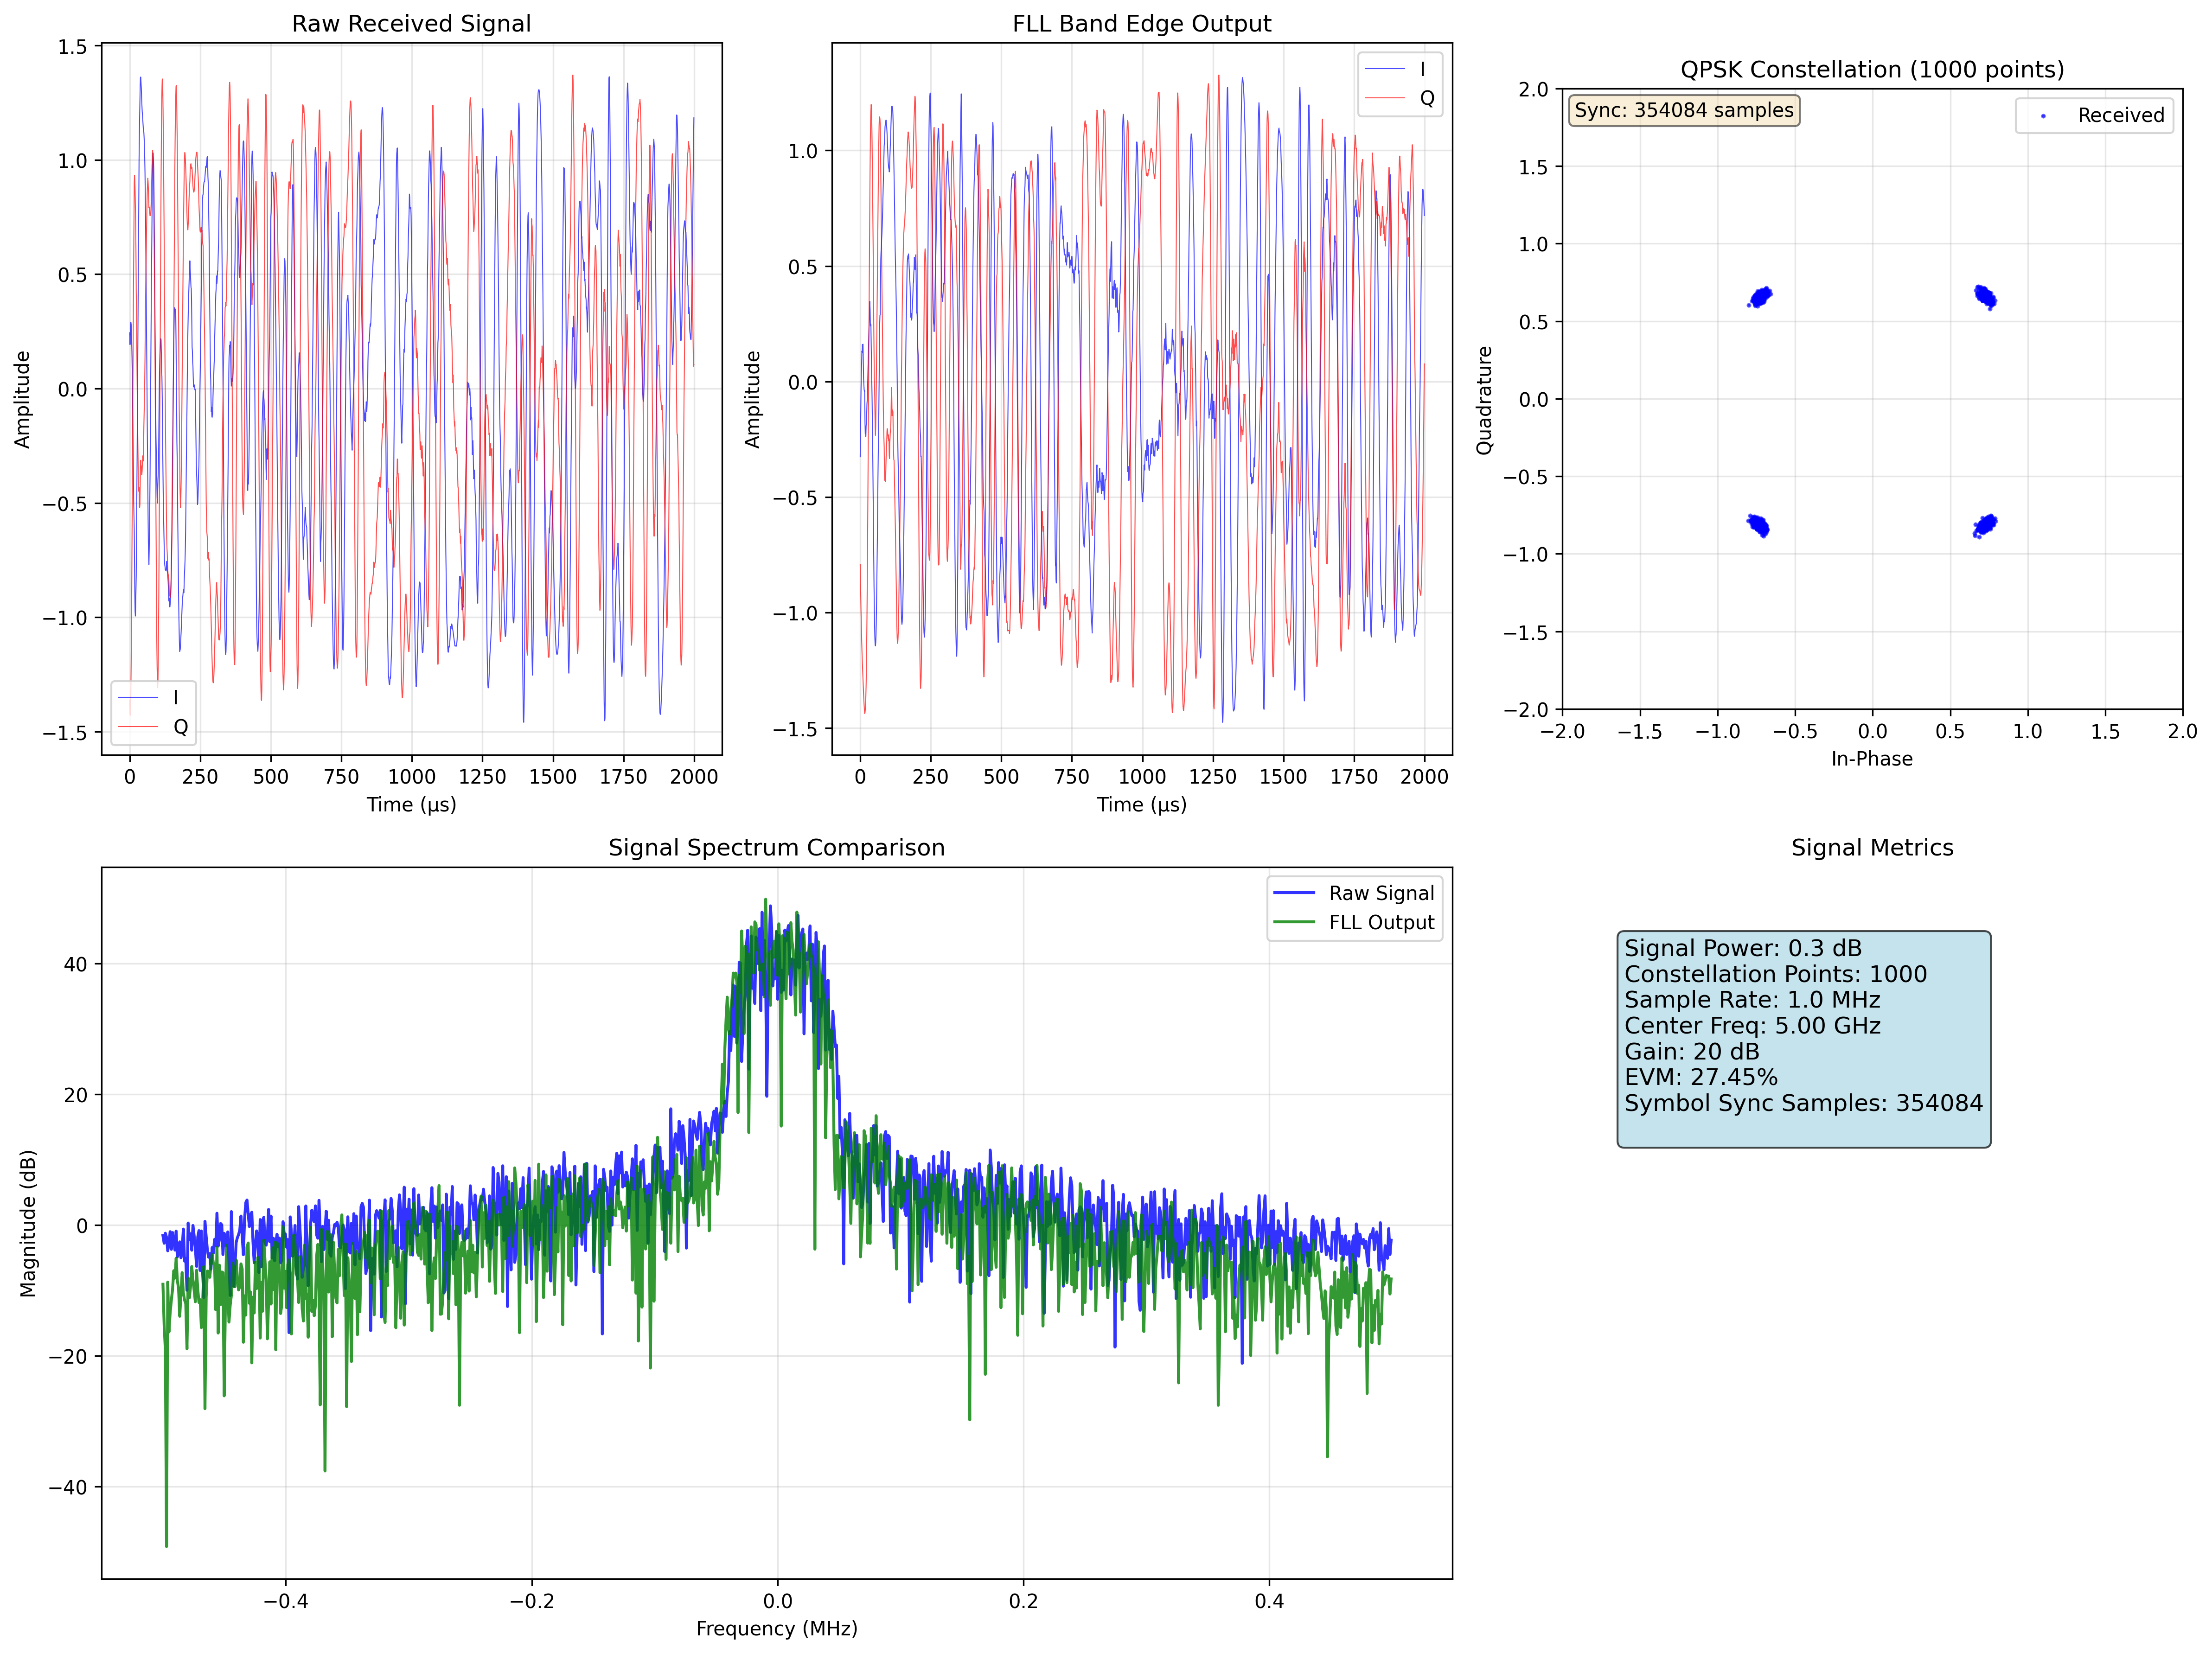 Raw Received Signal
1.5
1.0
0.5
0.0
−0.5
−1.0
−1.5
Amplitude
I
Q
0 250 500 750 1000 1250 1500 1750 2000
Time (µs)
FLL Band Edge Output
I
Q
1.0
0.5
0.0
−0.5
−1.0
−1.5
Amplitude
0 250 500 750 1000 1250 1500 1750 2000
Time (µs)
QPSK Constellation (1000 points)
Sync: 354084 samples
Received
2.0
1.5
1.0
0.5
0.0
−0.5
−1.0
−1.5
−2.0
Quadrature
−2.0 −1.5 −1.0 −0.5 0.0 0.5 1.0 1.5 2.0
In-Phase
Signal Spectrum Comparison
Raw Signal
FLL Output
40
20
0
−20
−40
Magnitude (dB)
−0.4 −0.2 0.0 0.2 0.4
Frequency (MHz)
Signal Metrics
Signal Power: 0.3 dB
Constellation Points: 1000
Sample Rate: 1.0 MHz
Center Freq: 5.00 GHz
Gain: 20 dB
EVM: 27.45%
Symbol Sync Samples: 354084